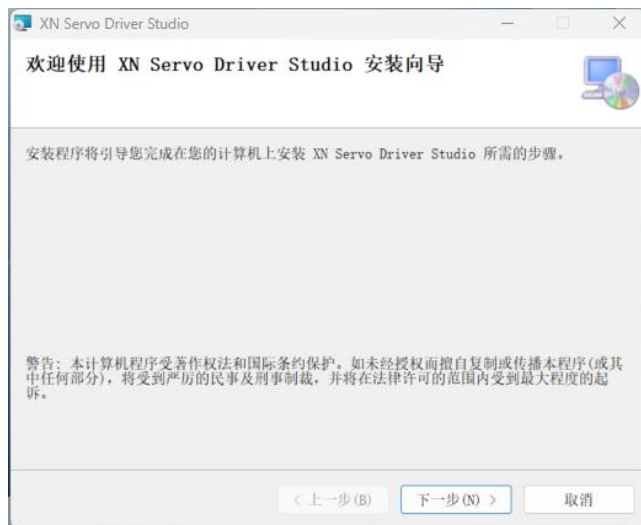 XN Servo Driver Studio
欢迎使用 XN Servo Driver Studio 安装向导
安装程序将引导您完成在您的计算机上安装 XN Servo Driver Studio 所需的步骤。
警告: 本计算机程序受著作权法和国际条约保护。如未经授权而擅自复制或传播本程序(或其
中任何部分)，将受到严厉的民事及刑事制裁，并将在法律许可的范围内受到最大程度的起
诉。
< 上一步(B)
下一步(N) >
取消